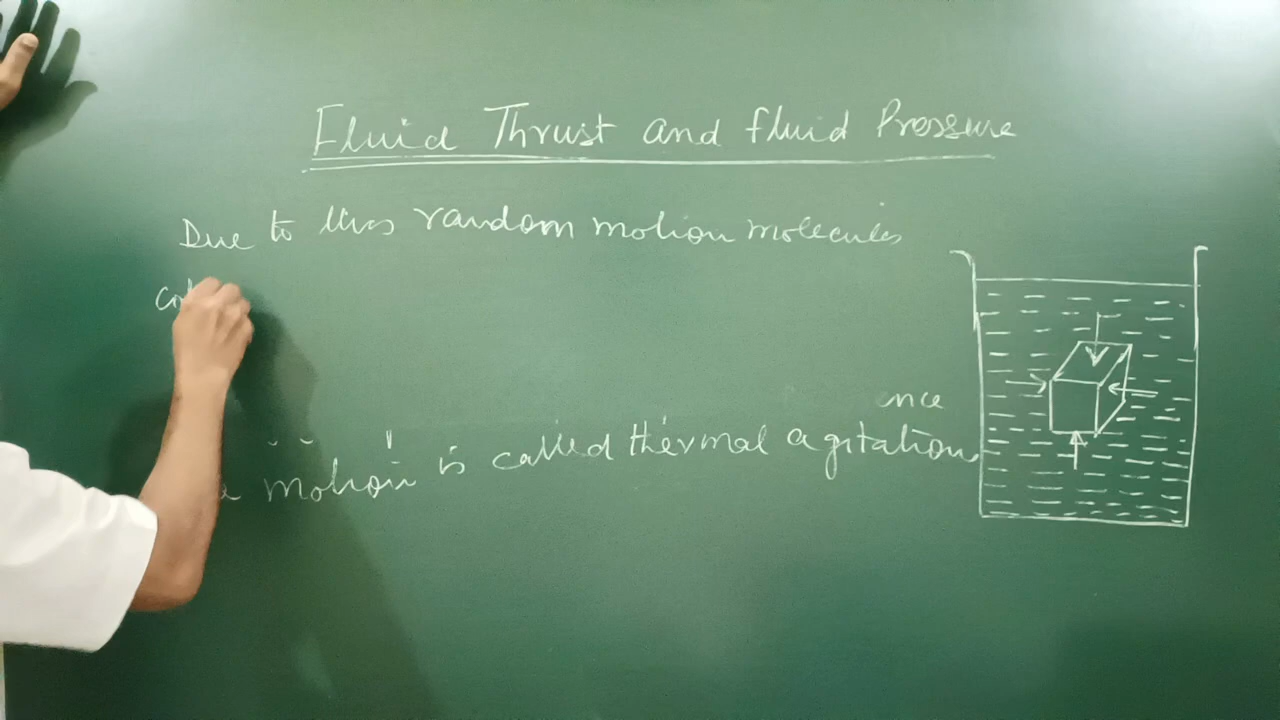 Fluid Thrust and fluid Pressure
Due to this random motion molecules
ence
motion is called thermal agitation